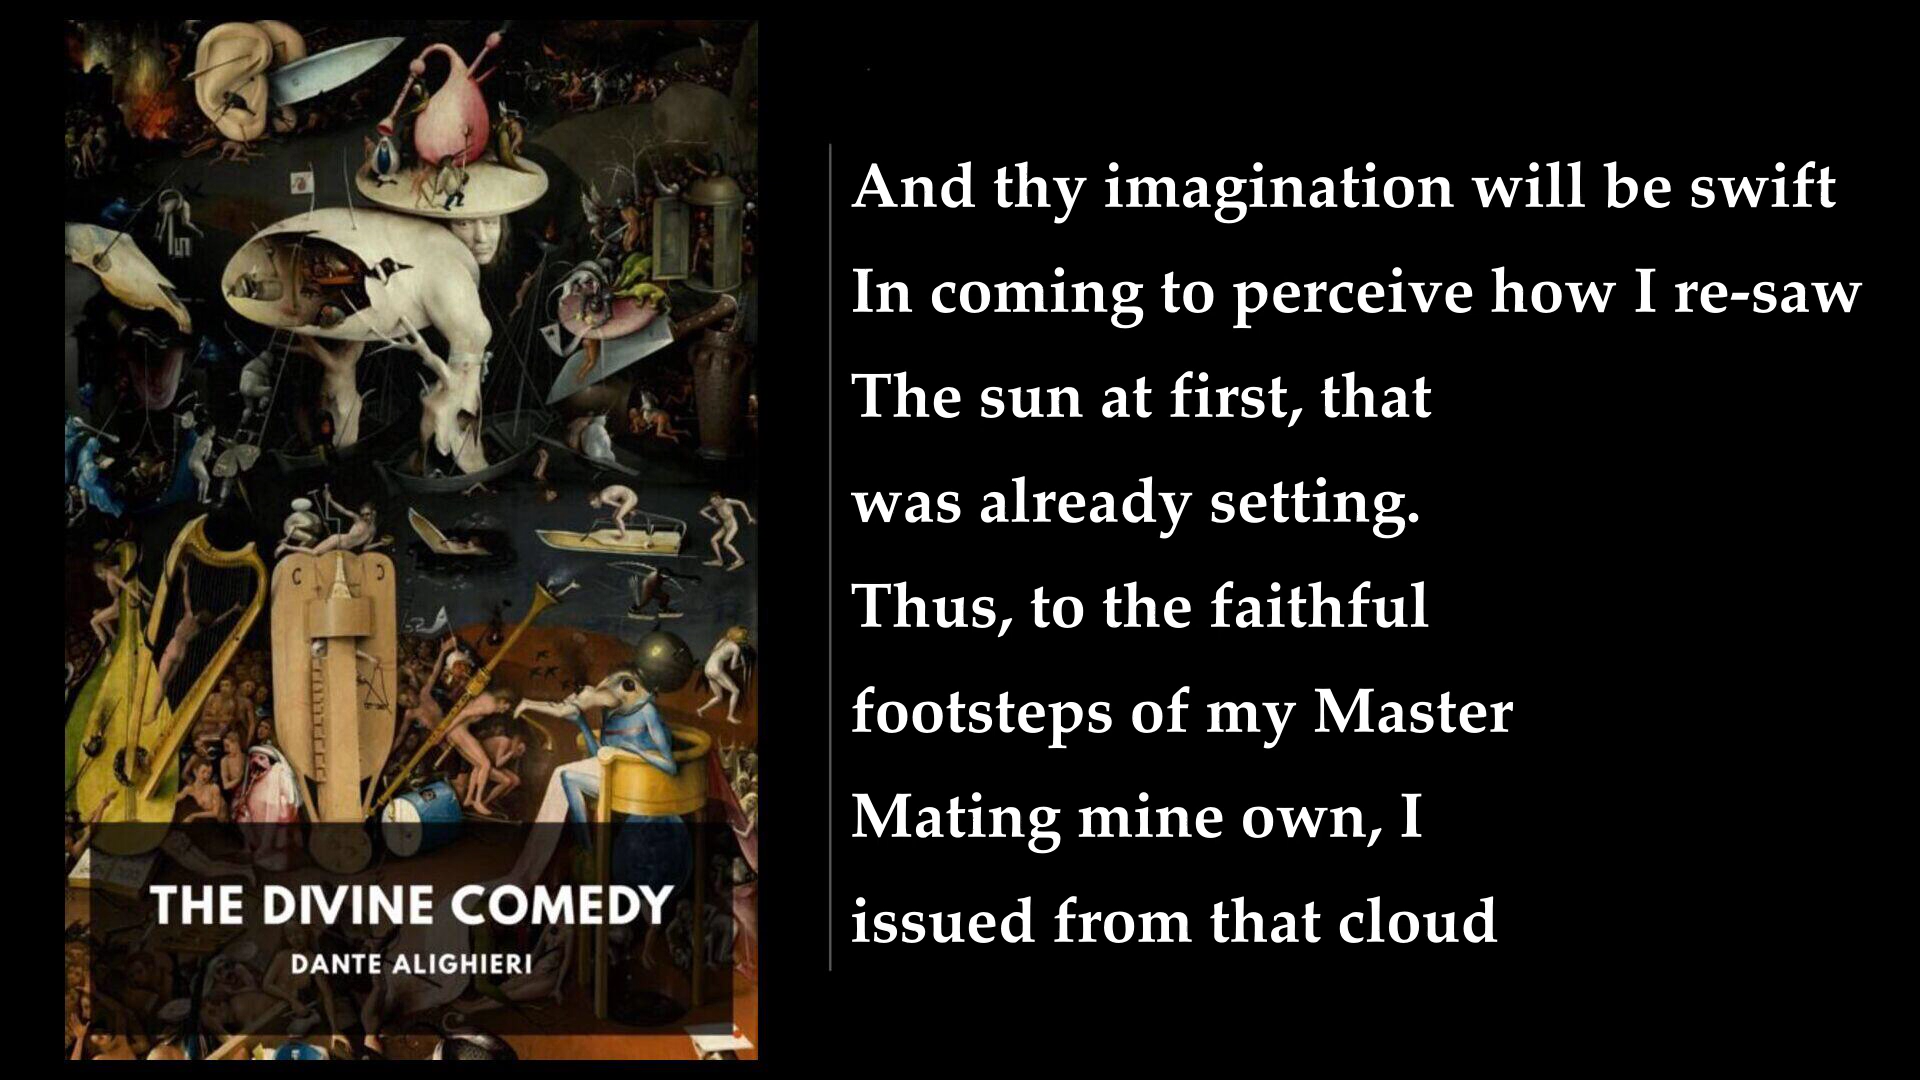 THE DIVINE COMEDY
DANTE ALIGHIERI
And thy imagination will be swift
In coming to perceive how I re-saw
The sun at first, that
was already setting.
Thus, to the faithful
footsteps of my Master
Mating mine own, I
issued from that cloud